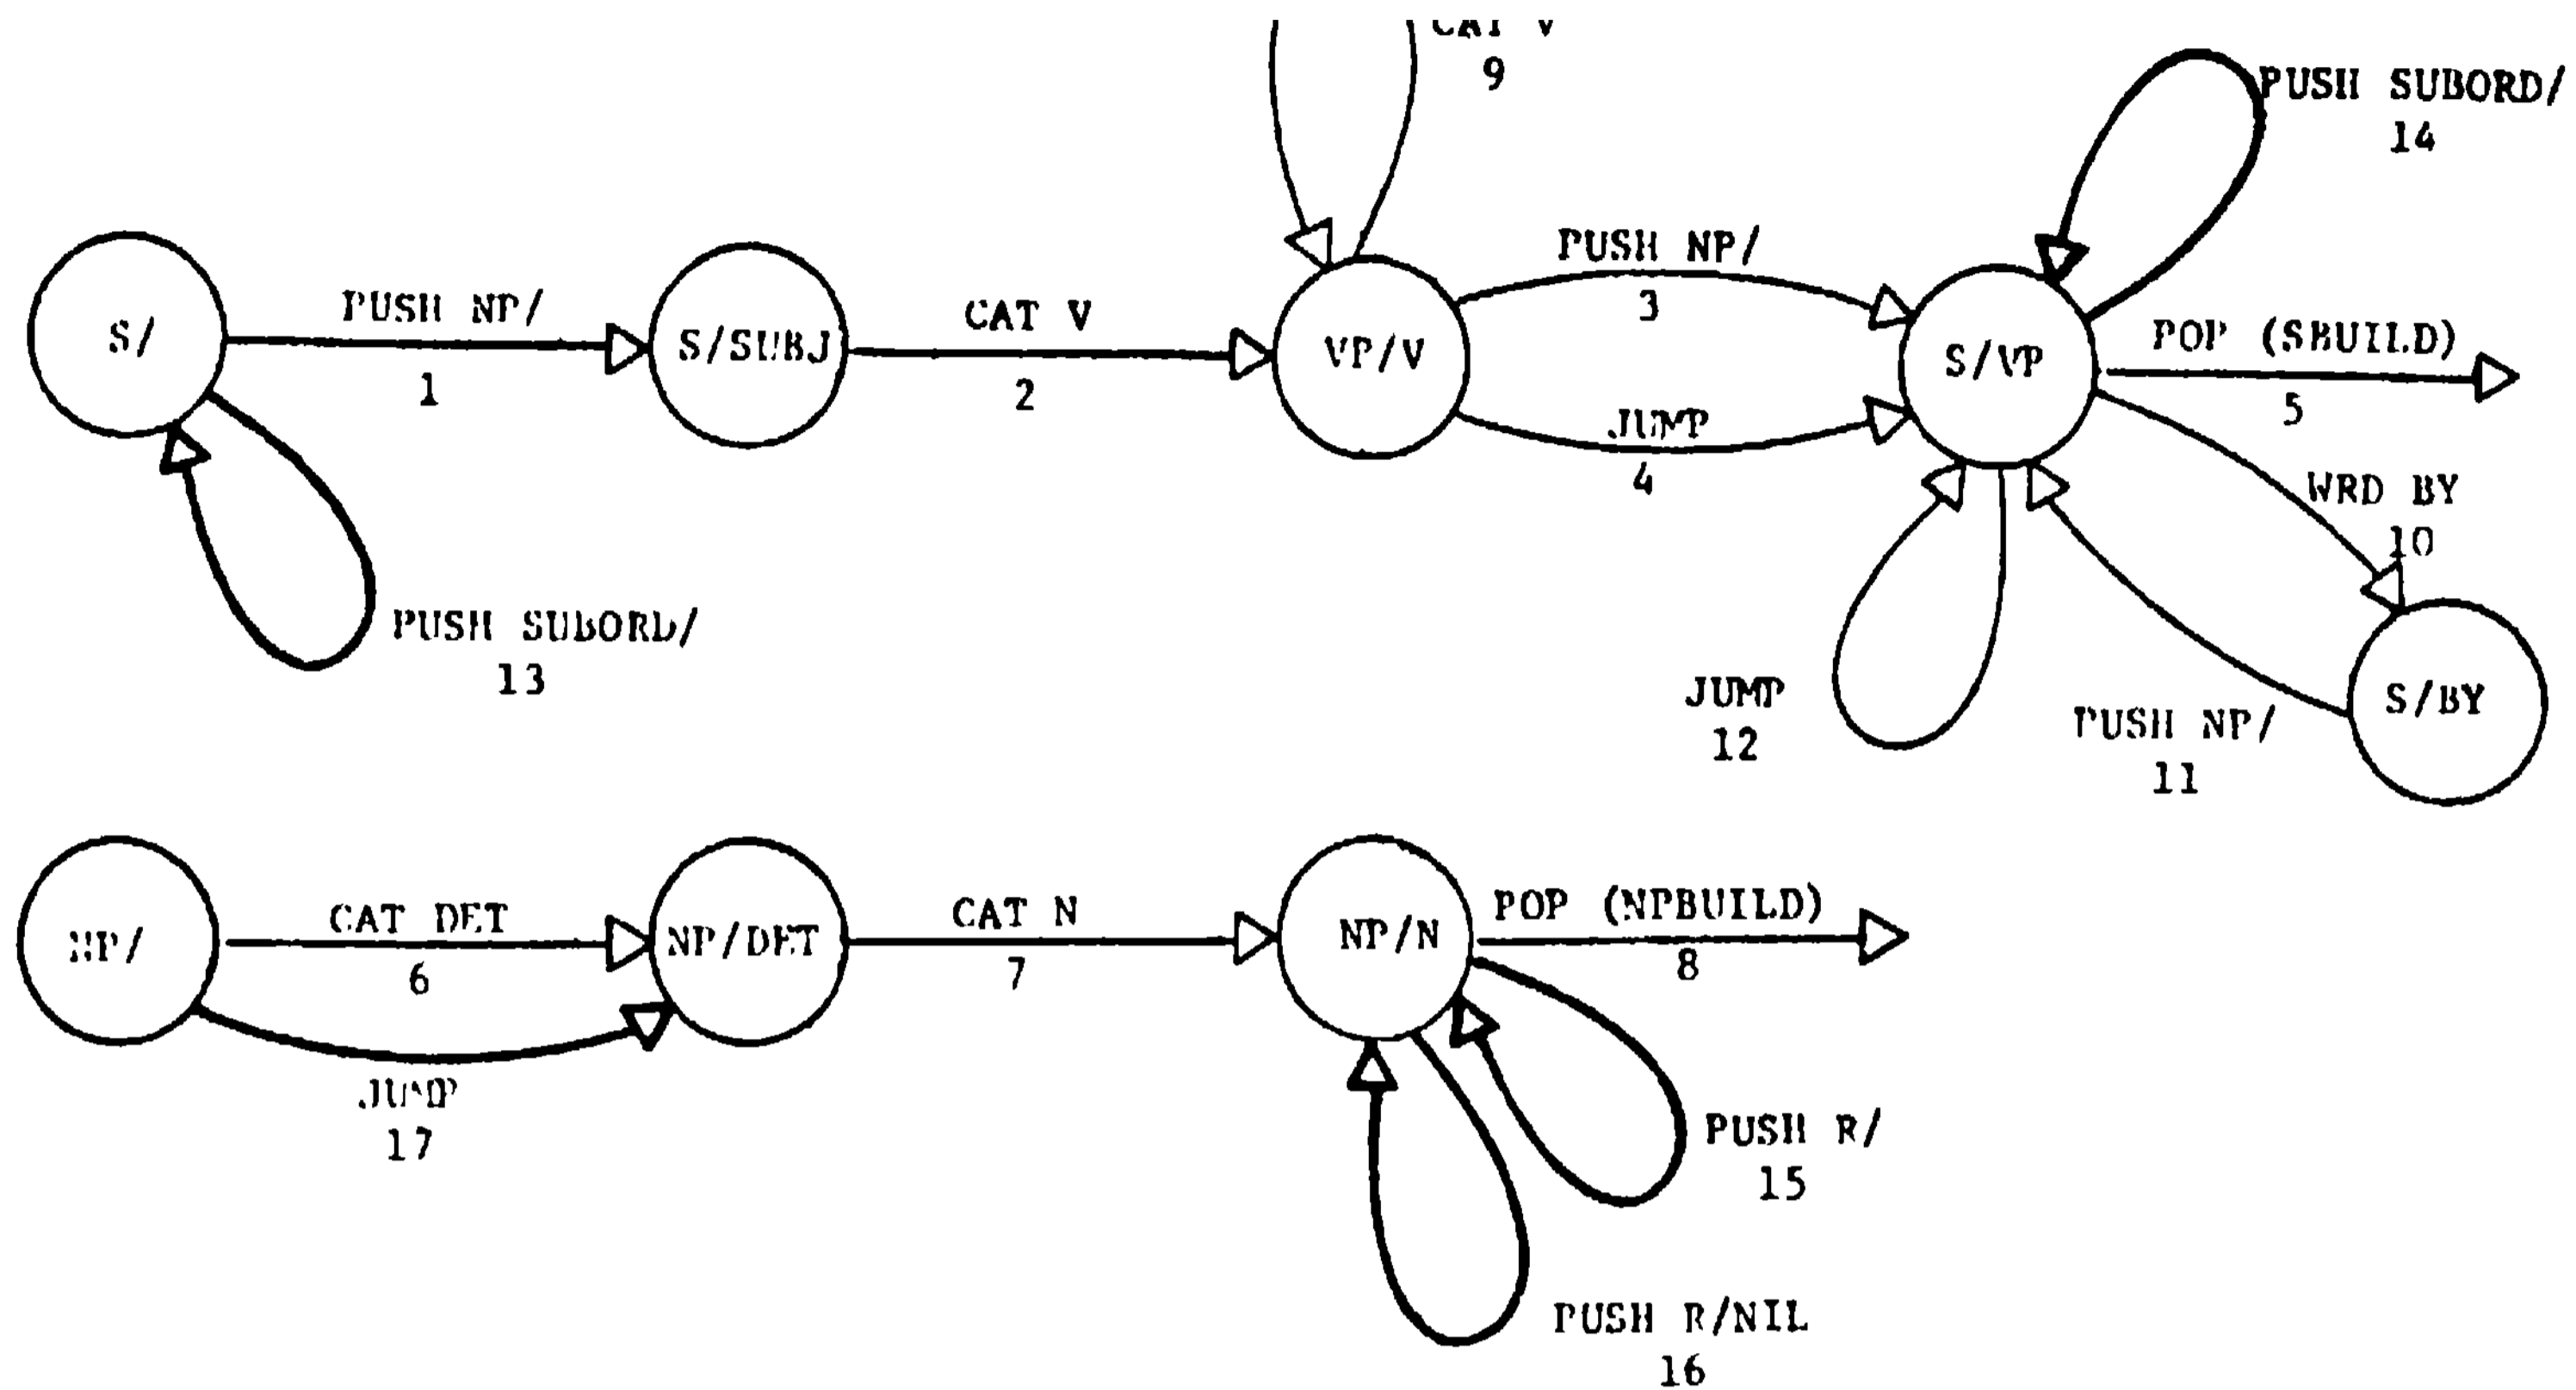 CAT V
9
PUSH SUBORD/
14
S/
PUSH NP/
1
S/SUBJ
CAT V
2
VP/V
PUSH NP/
3
JUMP
4
S/VP
POP (SBUILD)
5
WRD BY
10
PUSH SUBORD/
13
JUMP
12
PUSH NP/
11
S/BY
NP/
CAT DET
6
NP/DET
CAT N
7
NP/N
POP (NPBUILD)
8
JUMP
17
PUSH R/
15
PUSH R/NIL
16